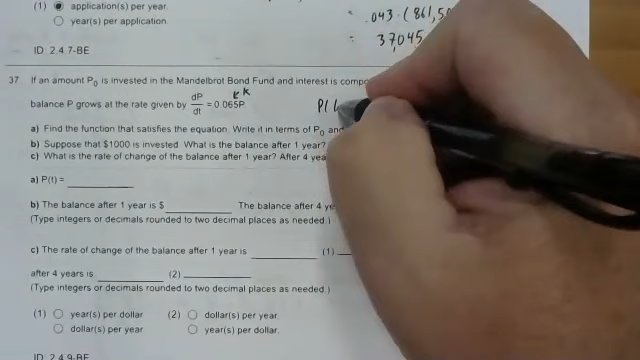 (1) application(s) per year.
year(s) per application.
.043 · (861,5
= 37045
ID: 2.4.7-BE
37. If an amount P0 is invested in the Mandelbrot Bond Fund and interest is
balance P grows at the rate given by dP/dt = 0.065P. k
P(
a) Find the function that satisfies the equation. Write it in terms of P0 and
b) Suppose that $1000 is invested. What is the balance after 1 year?
c) What is the rate of change of the balance after 1 year? After 4
a) P(t) =
b) The balance after 1 year is $ The balance after 4
(Type integers or decimals rounded to two decimal places as needed.)
c) The rate of change of the balance after 1 year is (1)
after 4 years is (2)
(Type integers or decimals rounded to two decimal places as needed.)
(1) year(s) per dollar (2) dollar(s) per year.
dollar(s) per year year(s) per dollar.
ID: 2.4.9-BE